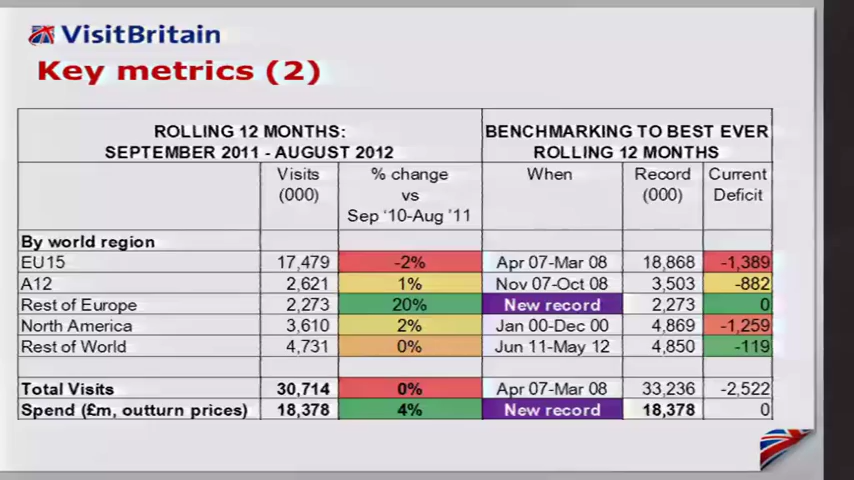 VisitBritain
Key metrics (2)
ROLLING 12 MONTHS: BENCHMARKING TO BEST EVER
SEPTEMBER 2011 - AUGUST 2012 ROLLING 12 MONTHS
Visits % change When Record Current
(000) vs (000) Deficit
Sep '10-Aug '11
By world region
EU15 17,479 -2% Apr 07-Mar 08 18,868 -1,389
A12 2,621 1% Nov 07-Oct 08 3,503 -882
Rest of Europe 2,273 20% New record 2,273 0
North America 3,610 2% Jan 00-Dec 00 4,869 -1,259
Rest of World 4,731 0% Jun 11-May 12 4,850 -119
Total Visits 30,714 0% Apr 07-Mar 08 33,236 -2,522
Spend (£m, outturn prices) 18,378 4% New record 18,378 0